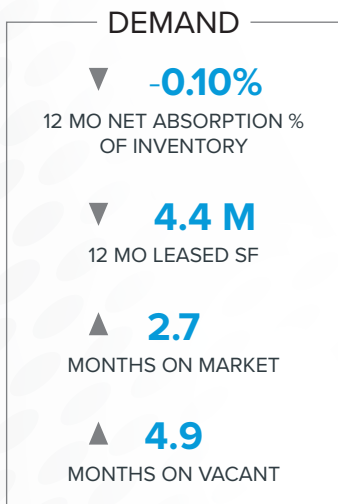 DEMAND
▼ -0.10%
12 MO NET ABSORPTION %
OF INVENTORY
▼ 4.4 M
12 MO LEASED SF
▲ 2.7
MONTHS ON MARKET
▲ 4.9
MONTHS ON VACANT